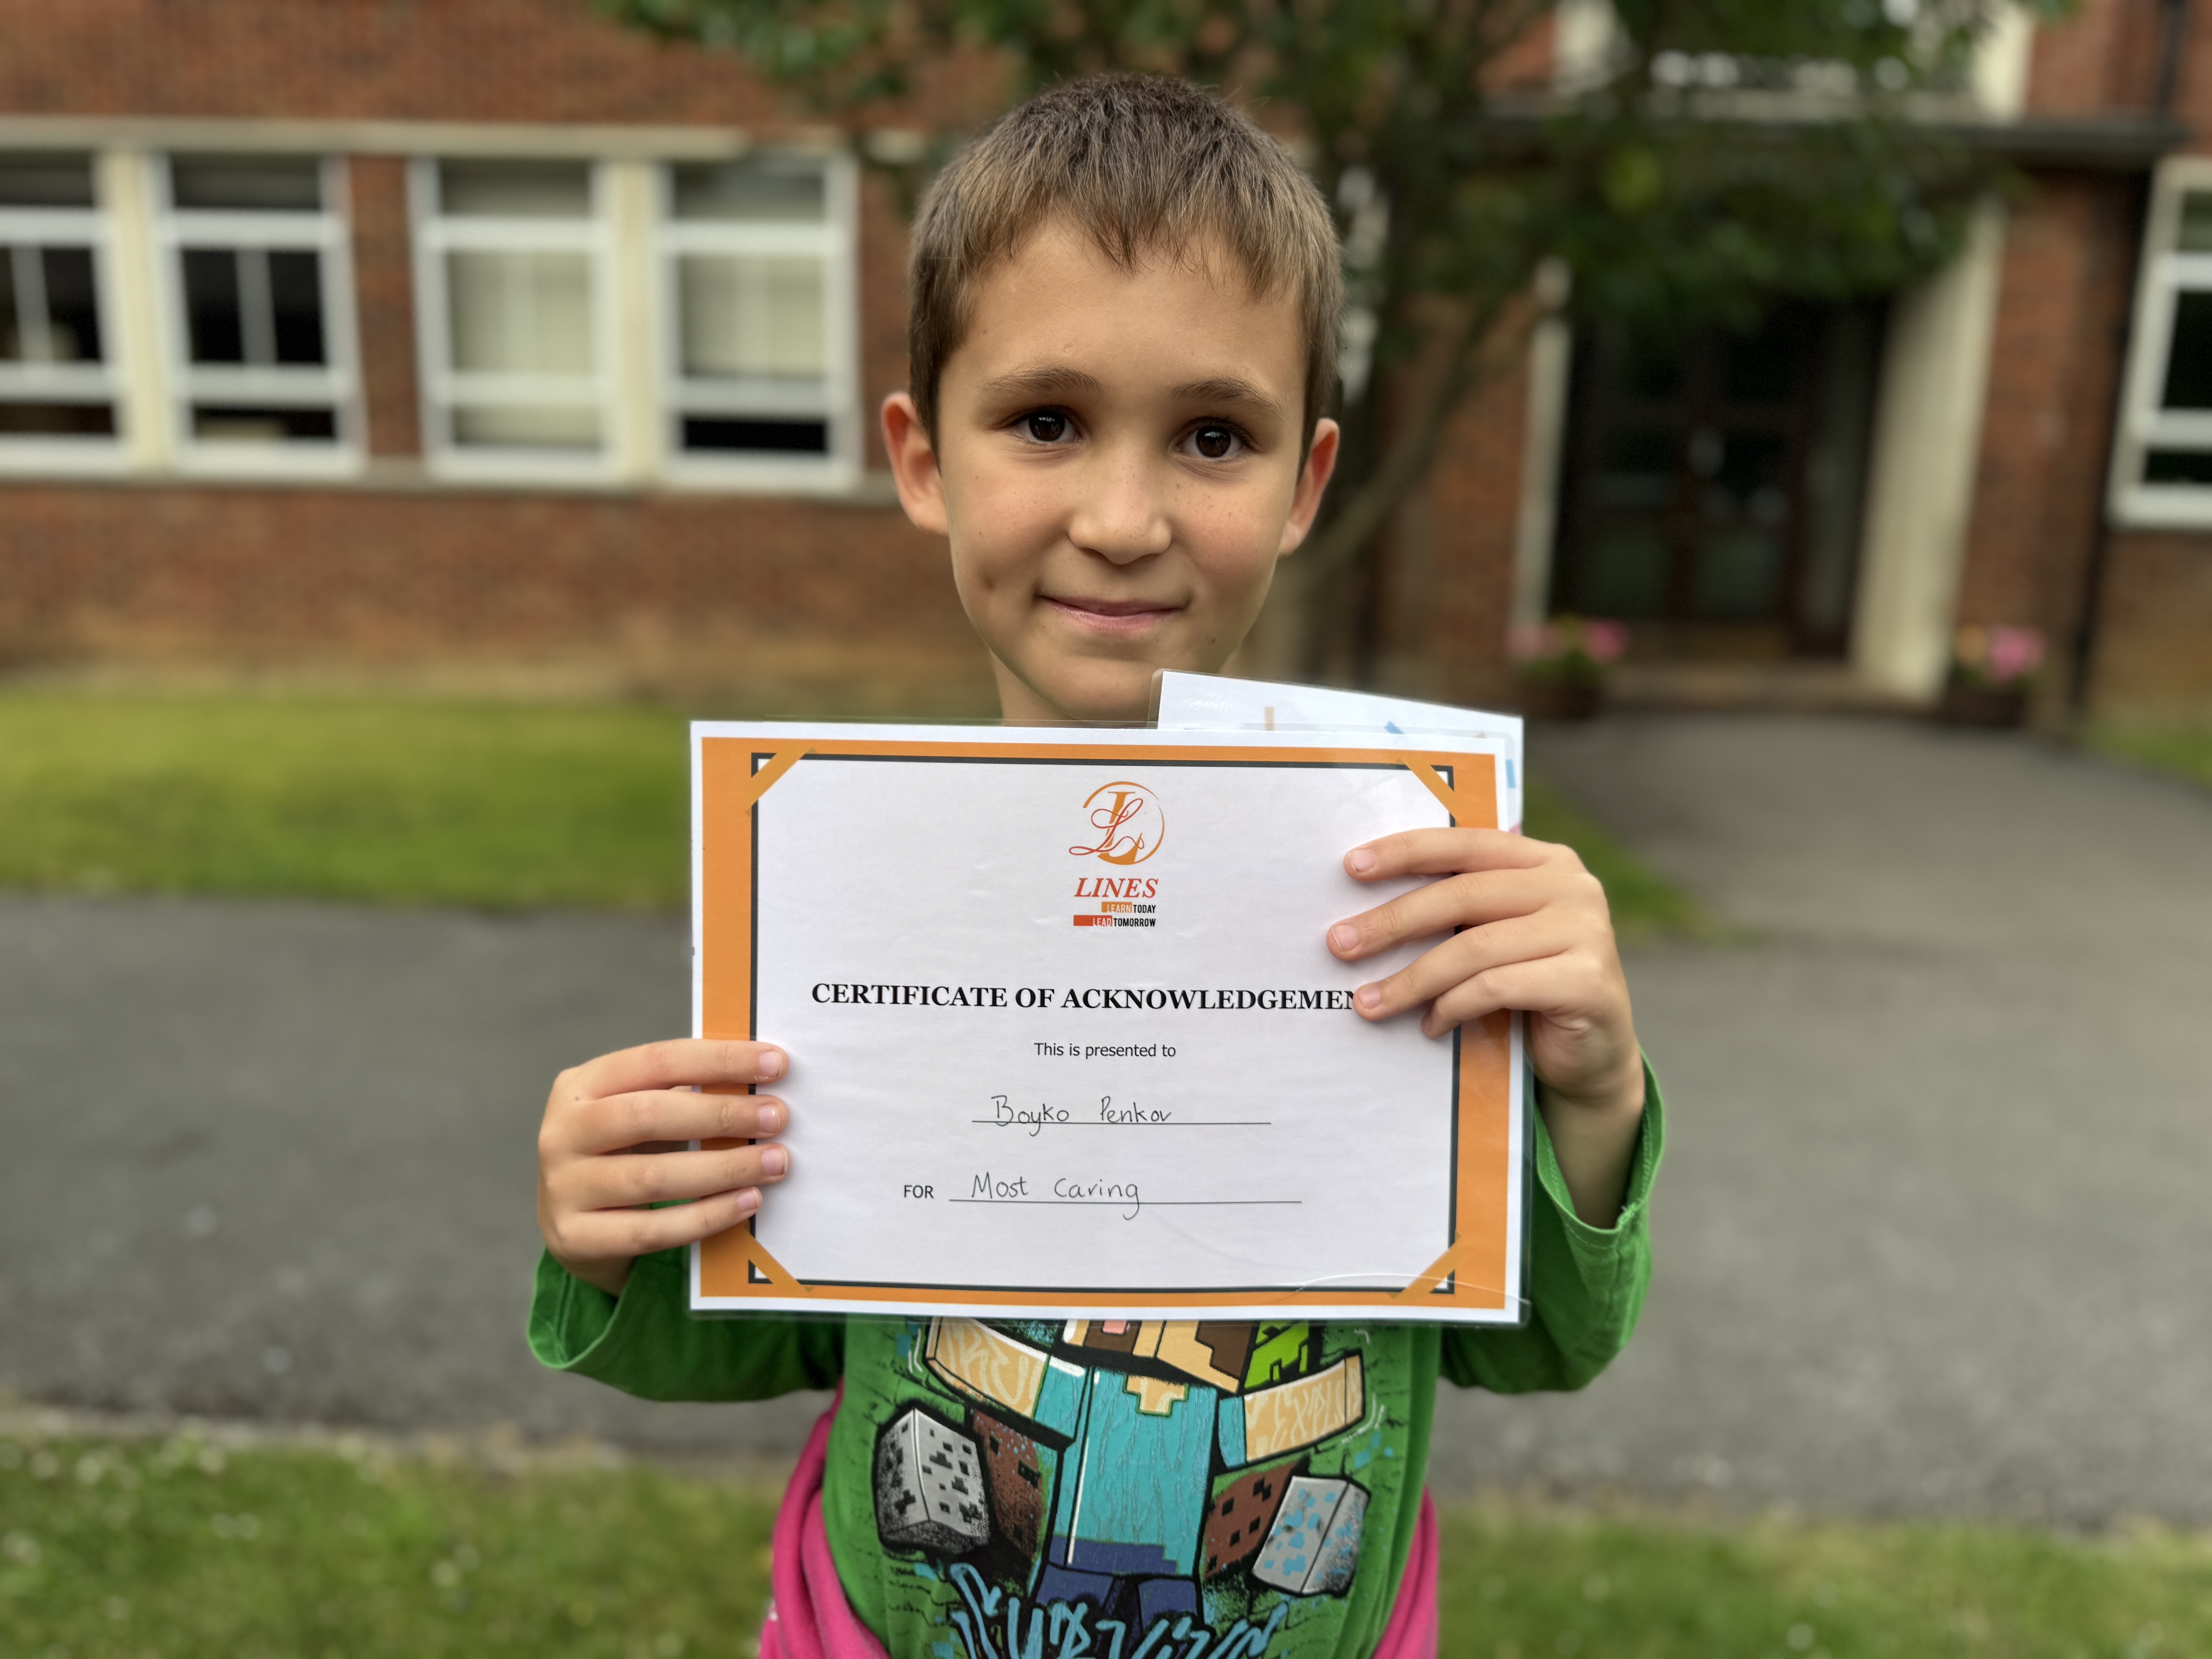 LINES
LEARN TODAY
LEAD TOMORROW
CERTIFICATE OF ACKNOWLEDGEMEN
This is presented to
Boyko Penkov
FOR Most Caring